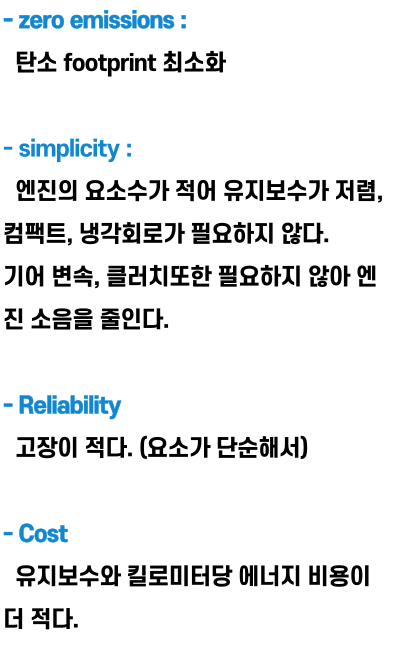 - zero emissions :
탄소 footprint 최소화
- simplicity :
엔진의 요소수가 적어 유지보수가 저렴,
컴팩트, 냉각회로가 필요하지 않다.
기어 변속, 클러치또한 필요하지 않아 엔
진 소음을 줄인다.
- Reliability
고장이 적다. (요소가 단순해서)
- Cost
유지보수와 킬로미터당 에너지 비용이
더 적다.